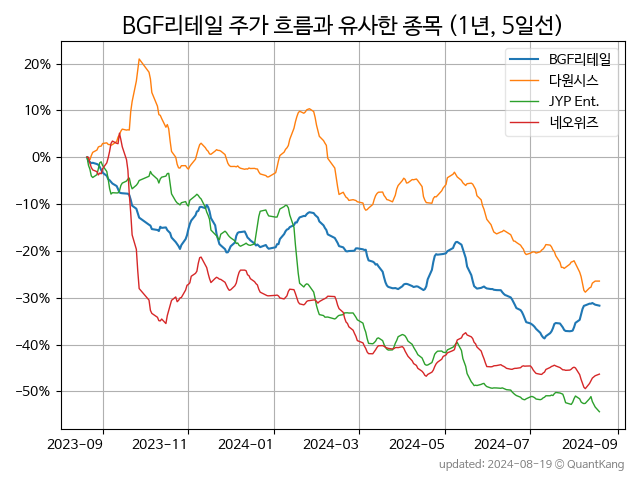 BGF리테일 주가 흐름과 유사한 종목 (1년, 5일선)
BGF리테일
다원시스
JYP Ent.
네오위즈
20%
10%
0%
−10%
−20%
−30%
−40%
−50%
2023-09
2023-11
2024-01
2024-03
2024-05
2024-07
2024-09
updated: 2024-08-19 © QuantKang